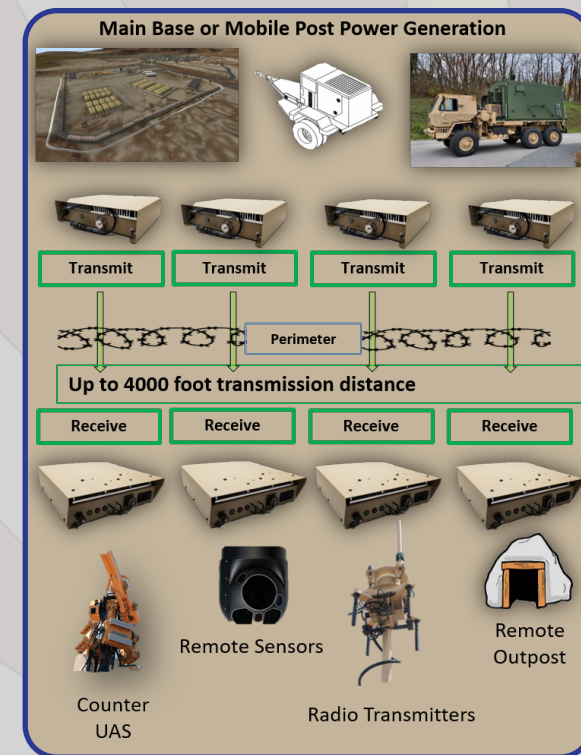 Main Base or Mobile Post Power Generation
Transmit
Transmit
Transmit
Transmit
Perimeter
Up to 4000 foot transmission distance
Receive
Receive
Receive
Receive
Counter
UAS
Remote Sensors
Radio Transmitters
Remote
Outpost